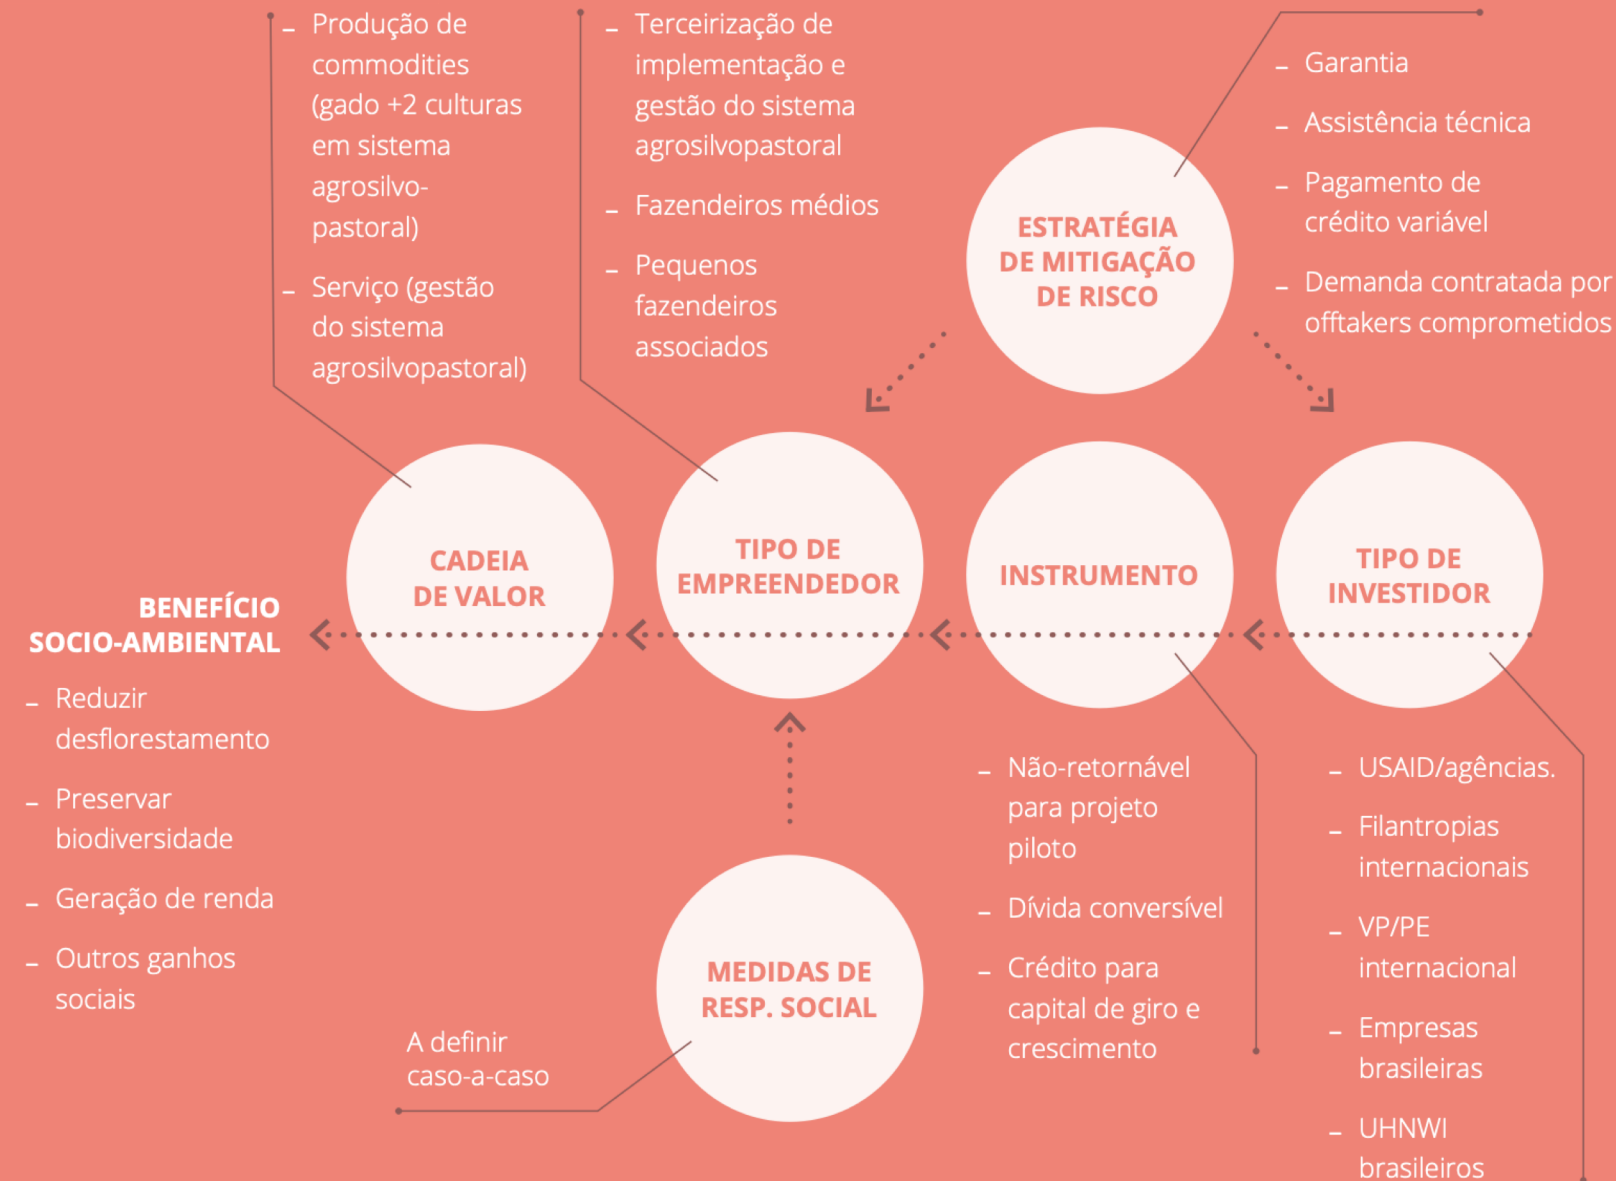 – Produção de
commodities
(gado +2 culturas
em sistema
agrosilvo-
pastoral)
– Serviço (gestão
do sistema
agrosilvopastoral)
– Terceirização de
implementação e
gestão do sistema
agrosilvopastoral
– Fazendeiros médios
– Pequenos
fazendeiros
associados
ESTRATÉGIA
DE MITIGAÇÃO
DE RISCO
– Garantia
– Assistência técnica
– Pagamento de
crédito variável
– Demanda contratada por
offtakers comprometidos
BENEFÍCIO
SOCIO-AMBIENTAL
– Reduzir
desflorestamento
– Preservar
biodiversidade
– Geração de renda
– Outros ganhos
sociais
CADEIA
DE VALOR
TIPO DE
EMPREENDEDOR
INSTRUMENTO
TIPO DE
INVESTIDOR
MEDIDAS DE
RESP. SOCIAL
A definir
caso-a-caso
– Não-retornável
para projeto
piloto
– Dívida conversível
– Crédito para
capital de giro e
crescimento
– USAID/agências.
– Filantropias
internacionais
– VP/PE
internacional
– Empresas
brasileiras
– UHNWI
brasileiros